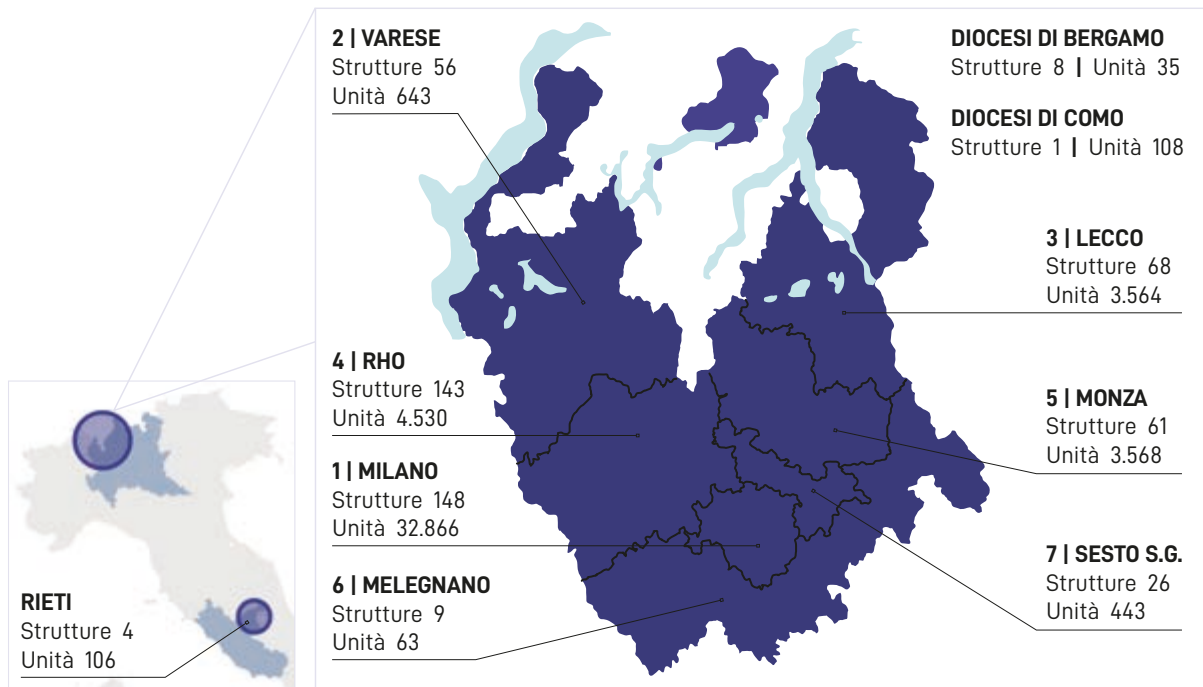 2 | VARESE
Strutture 56
Unità 643
DIOCESI DI BERGAMO
Strutture 8 | Unità 35
DIOCESI DI COMO
Strutture 1 | Unità 108
3 | LECCO
Strutture 68
Unità 3.564
4 | RHO
Strutture 143
Unità 4.530
5 | MONZA
Strutture 61
Unità 3.568
1 | MILANO
Strutture 148
Unità 32.866
7 | SESTO S.G.
Strutture 26
Unità 443
6 | MELEGNANO
Strutture 9
Unità 63
RIETI
Strutture 4
Unità 106